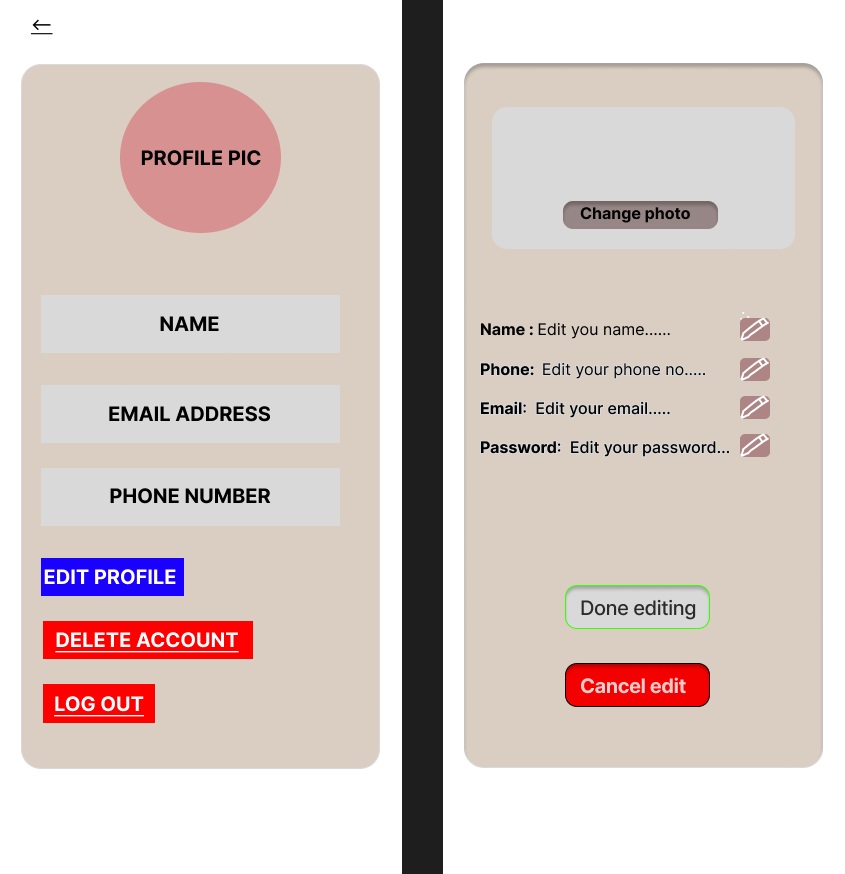 PROFILE PIC
NAME
EMAIL ADDRESS
PHONE NUMBER
EDIT PROFILE
DELETE ACCOUNT
LOG OUT
Change photo
Name : Edit you name......
Phone: Edit your phone no.....
Email: Edit your email.....
Password: Edit your password...
Done editing
Cancel edit